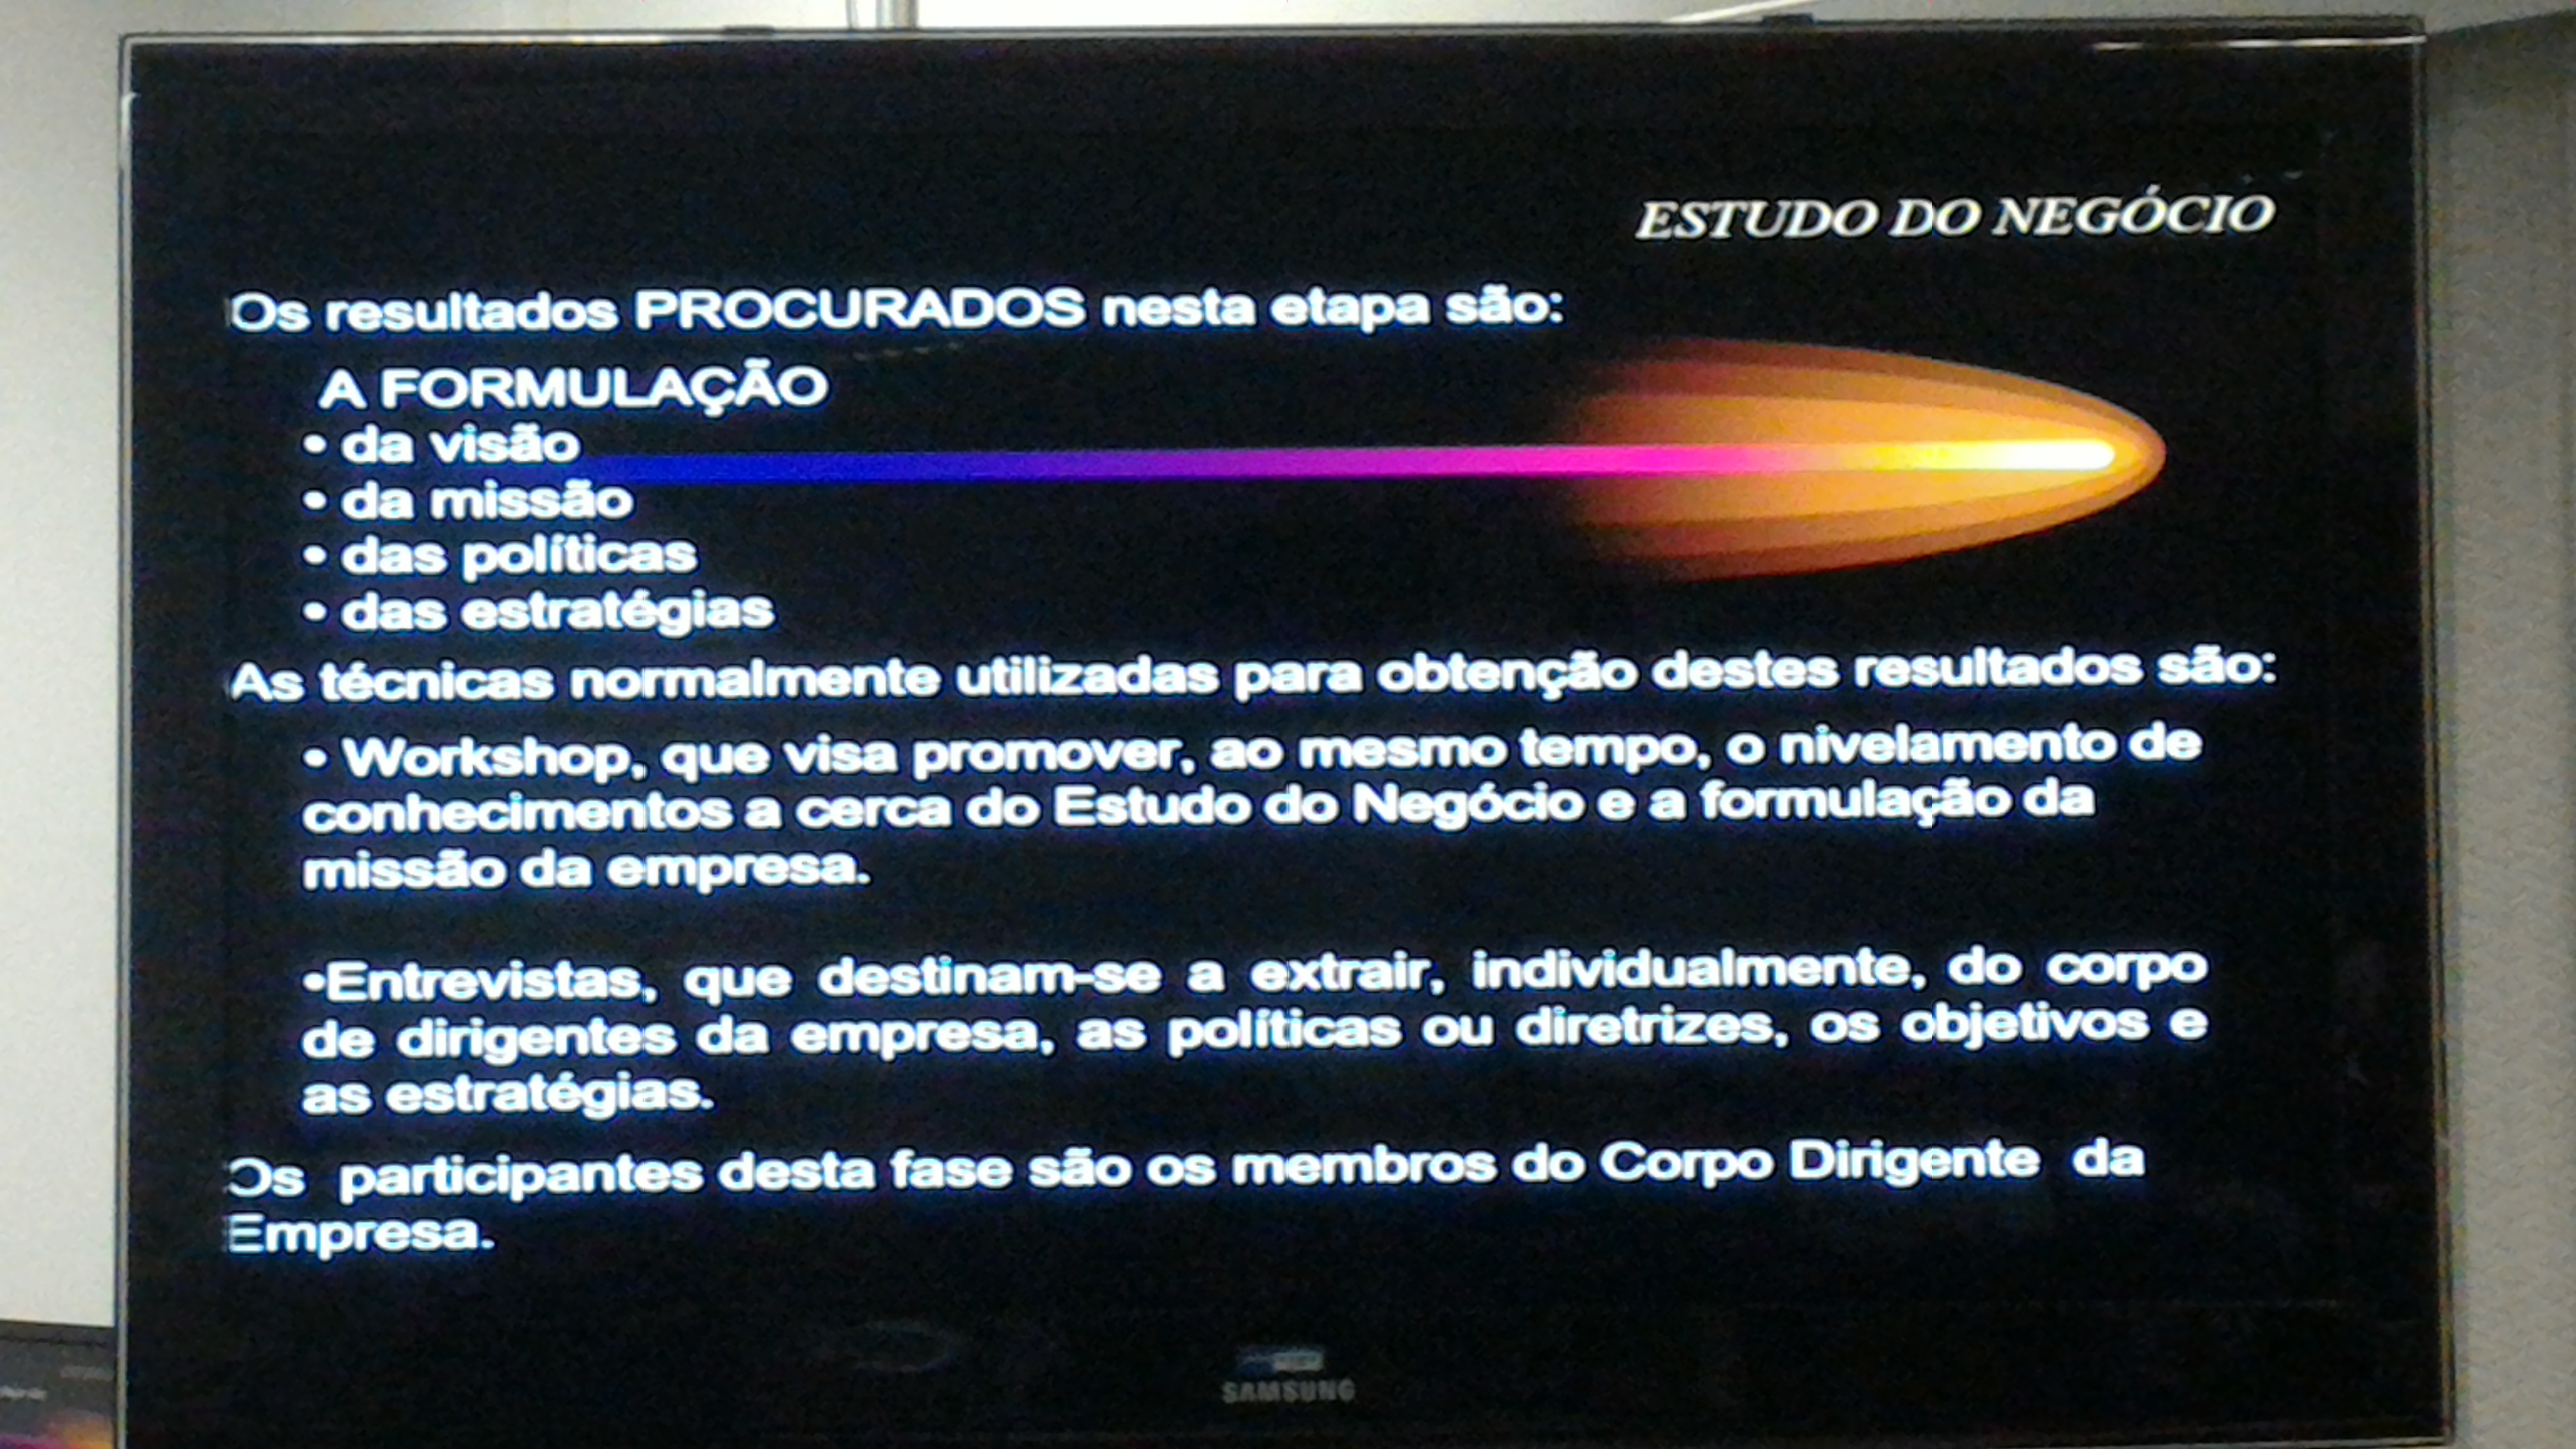 ESTUDO DO NEGÓCIO
Os resultados PROCURADOS nesta etapa são:
A FORMULAÇÃO
• da visão
• da missão
• das políticas
• das estratégias
As técnicas normalmente utilizadas para obtenção destes resultados são:
• Workshop, que visa promover, ao mesmo tempo, o nivelamento de
conhecimentos a cerca do Estudo do Negócio e a formulação da
missão da empresa.
•Entrevistas, que destinam-se a extrair, individualmente, do corpo
de dirigentes da empresa, as políticas ou diretrizes, os objetivos e
as estratégias.
Os participantes desta fase são os membros do Corpo Dirigente da
Empresa.
SAMSUNG